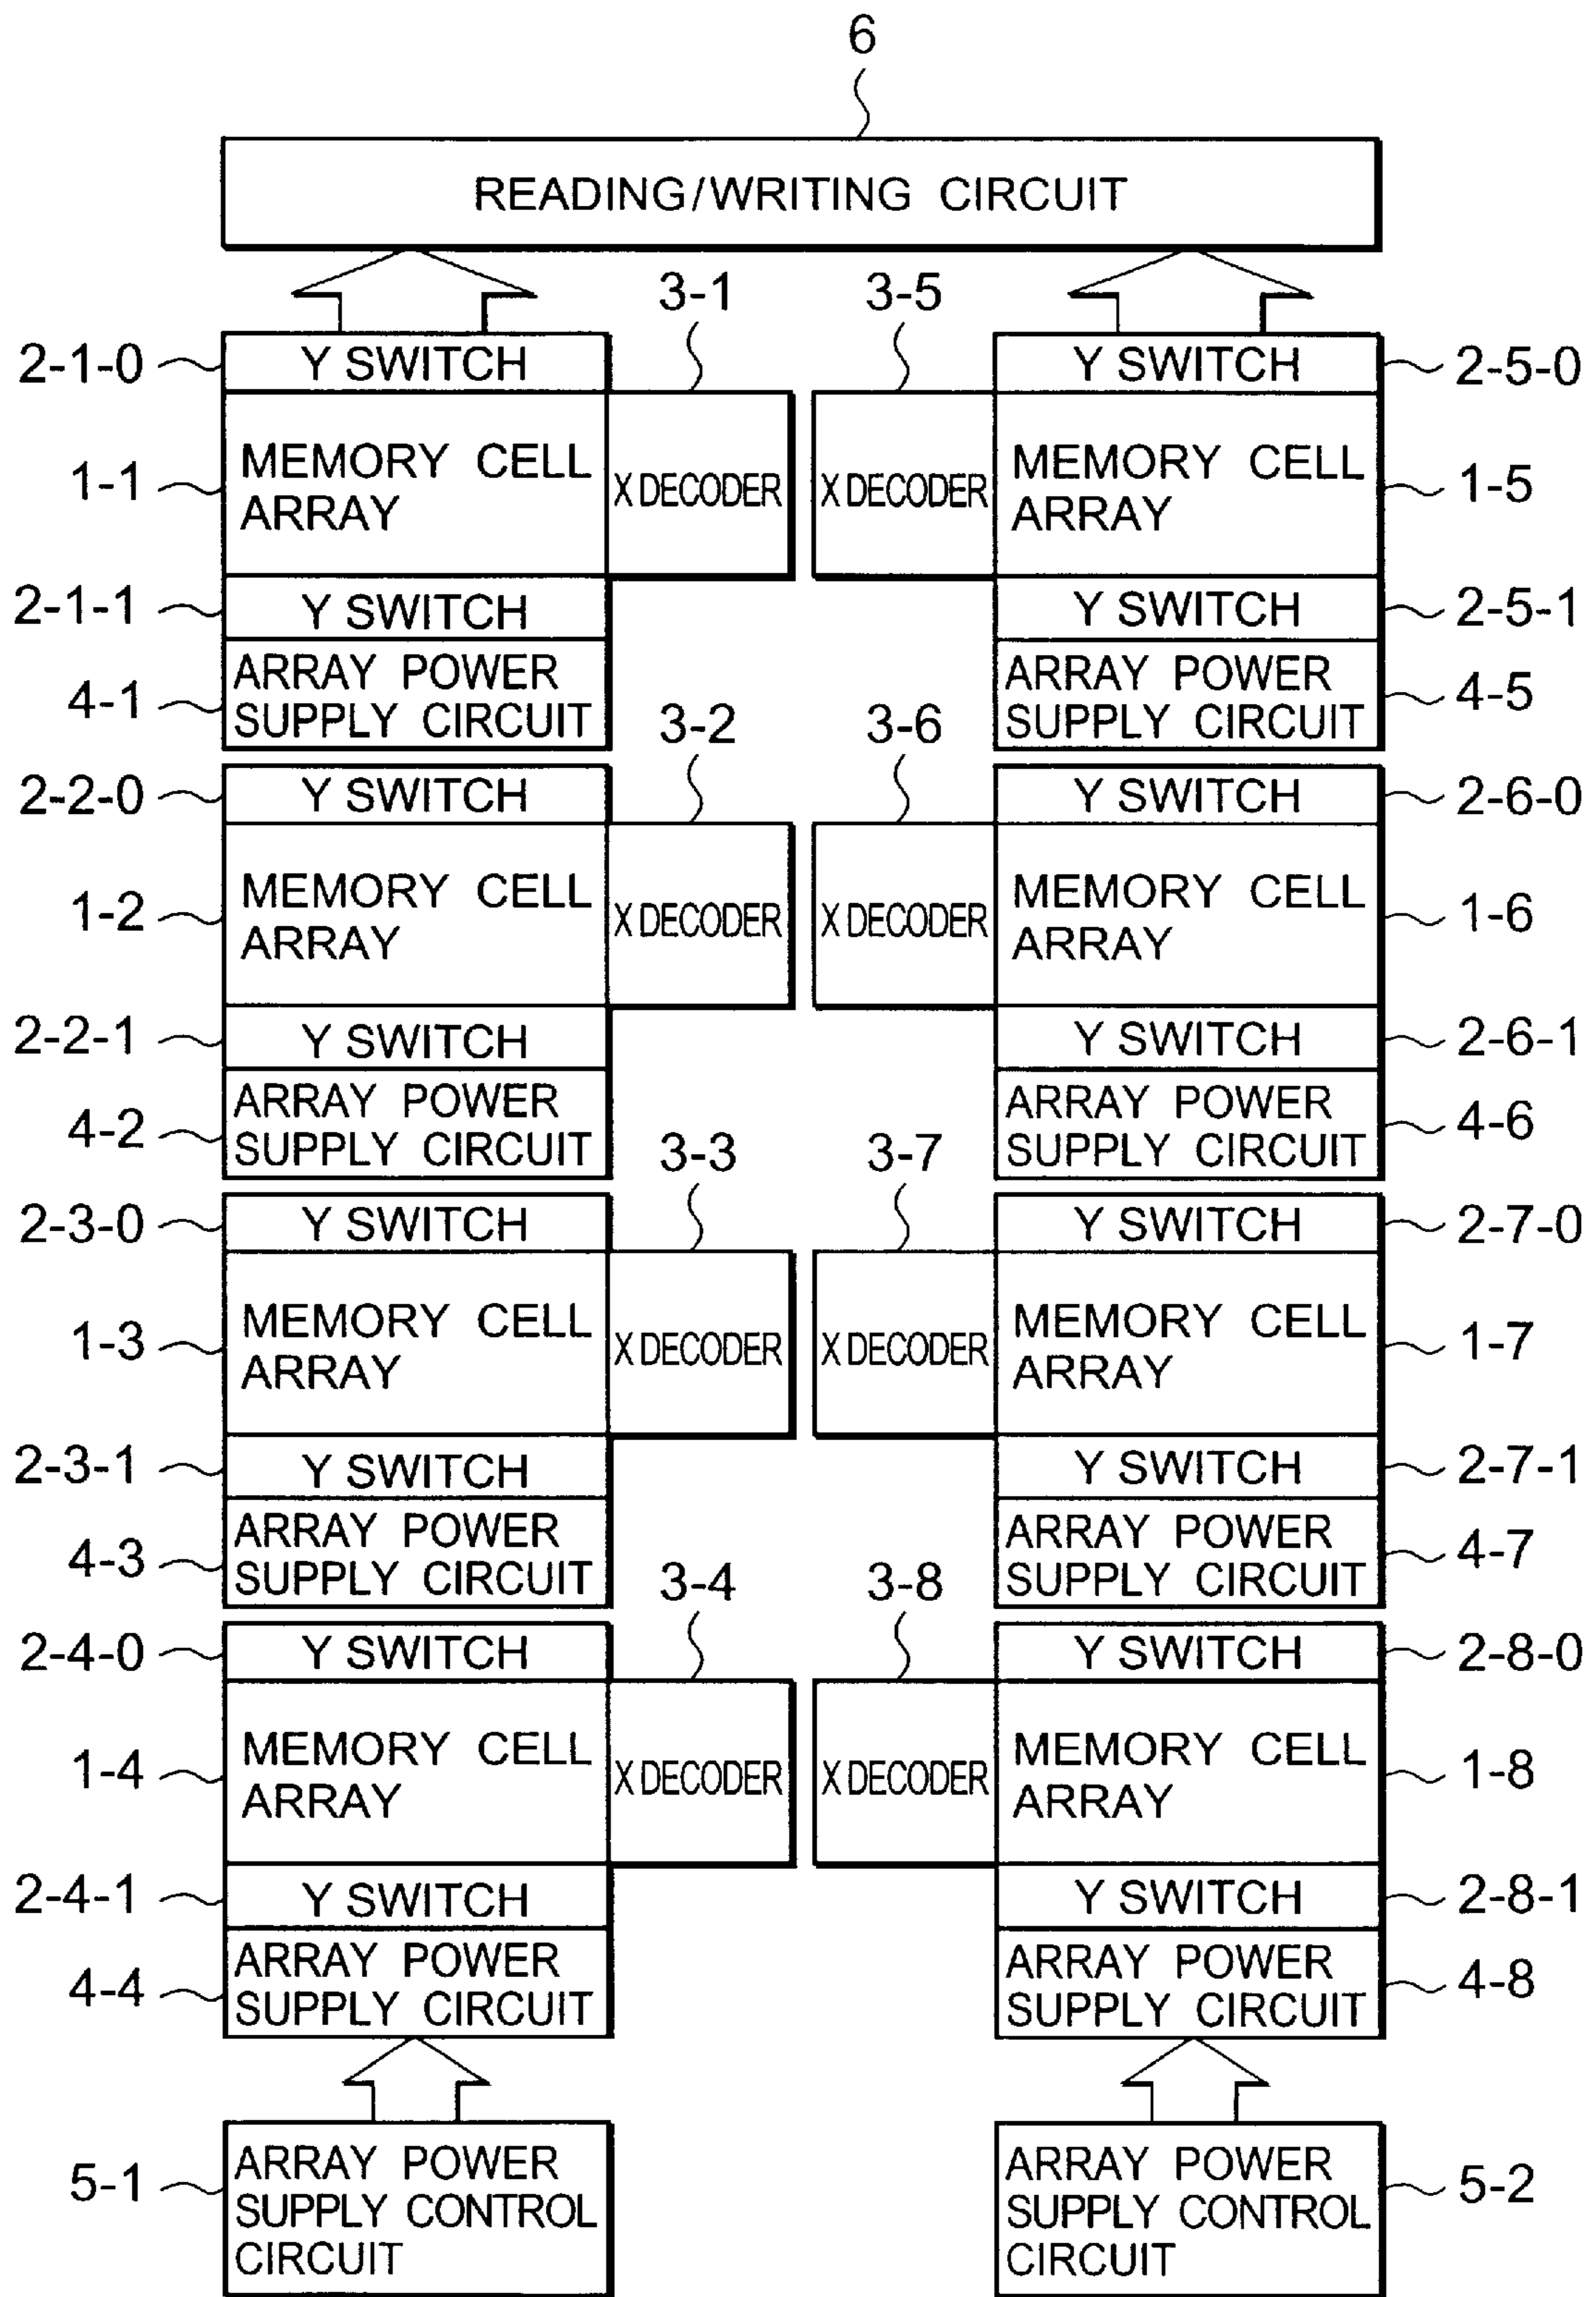 6
READING/WRITING CIRCUIT
3-1 3-5
2-1-0 Y SWITCH Y SWITCH 2-5-0
1-1 MEMORY CELL ARRAY X DECODER X DECODER MEMORY CELL ARRAY 1-5
2-1-1 Y SWITCH Y SWITCH 2-5-1
4-1 ARRAY POWER SUPPLY CIRCUIT ARRAY POWER SUPPLY CIRCUIT 4-5
3-2 3-6
2-2-0 Y SWITCH Y SWITCH 2-6-0
1-2 MEMORY CELL ARRAY X DECODER X DECODER MEMORY CELL ARRAY 1-6
2-2-1 Y SWITCH Y SWITCH 2-6-1
4-2 ARRAY POWER SUPPLY CIRCUIT ARRAY POWER SUPPLY CIRCUIT 4-6
3-3 3-7
2-3-0 Y SWITCH Y SWITCH 2-7-0
1-3 MEMORY CELL ARRAY X DECODER X DECODER MEMORY CELL ARRAY 1-7
2-3-1 Y SWITCH Y SWITCH 2-7-1
4-3 ARRAY POWER SUPPLY CIRCUIT ARRAY POWER SUPPLY CIRCUIT 4-7
3-4 3-8
2-4-0 Y SWITCH Y SWITCH 2-8-0
1-4 MEMORY CELL ARRAY X DECODER X DECODER MEMORY CELL ARRAY 1-8
2-4-1 Y SWITCH Y SWITCH 2-8-1
4-4 ARRAY POWER SUPPLY CIRCUIT ARRAY POWER SUPPLY CIRCUIT 4-8
5-1 ARRAY POWER SUPPLY CONTROL CIRCUIT ARRAY POWER SUPPLY CONTROL CIRCUIT 5-2